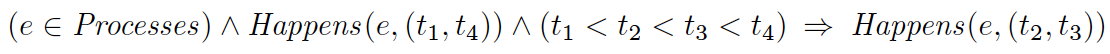 (e ∈ Processes) ∧ Happens(e, (t₁, t₄)) ∧ (t₁ < t₂ < t₃ < t₄) ⇒ Happens(e, (t₂, t₃))